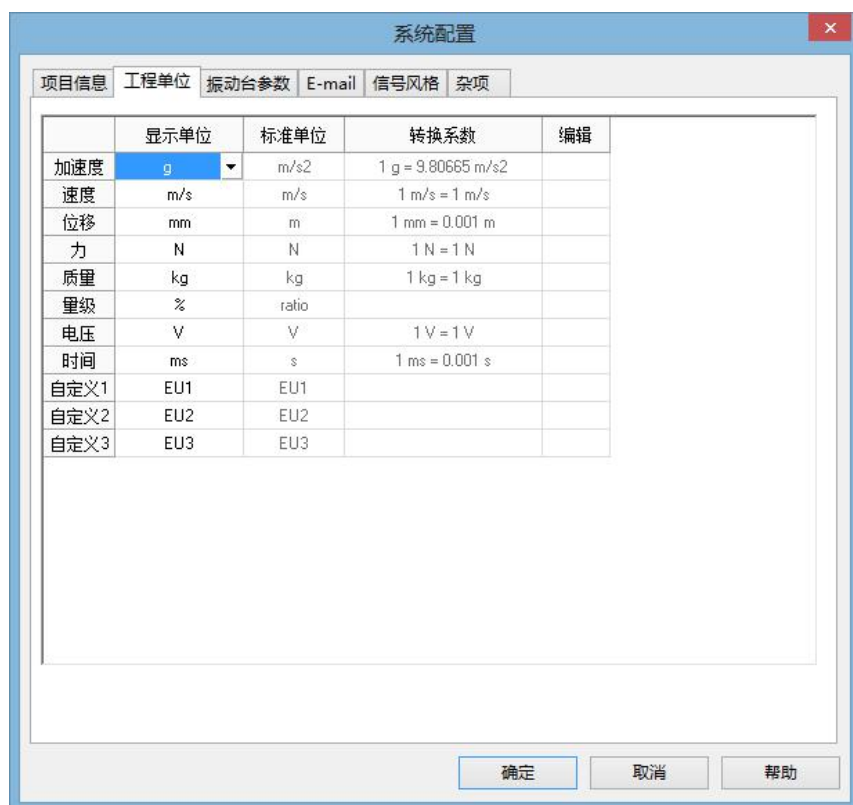 系统配置
项目信息 工程单位 振动台参数 E-mail 信号风格 杂项
显示单位 标准单位 转换系数 编辑
加速度 g m/s2 1 g = 9.80665 m/s2
速度 m/s m/s 1 m/s = 1 m/s
位移 mm m 1 mm = 0.001 m
力 N N 1 N = 1 N
质量 kg kg 1 kg = 1 kg
量级 % ratio
电压 V V 1 V = 1 V
时间 ms s 1 ms = 0.001 s
自定义1 EU1 EU1
自定义2 EU2 EU2
自定义3 EU3 EU3
确定 取消 帮助